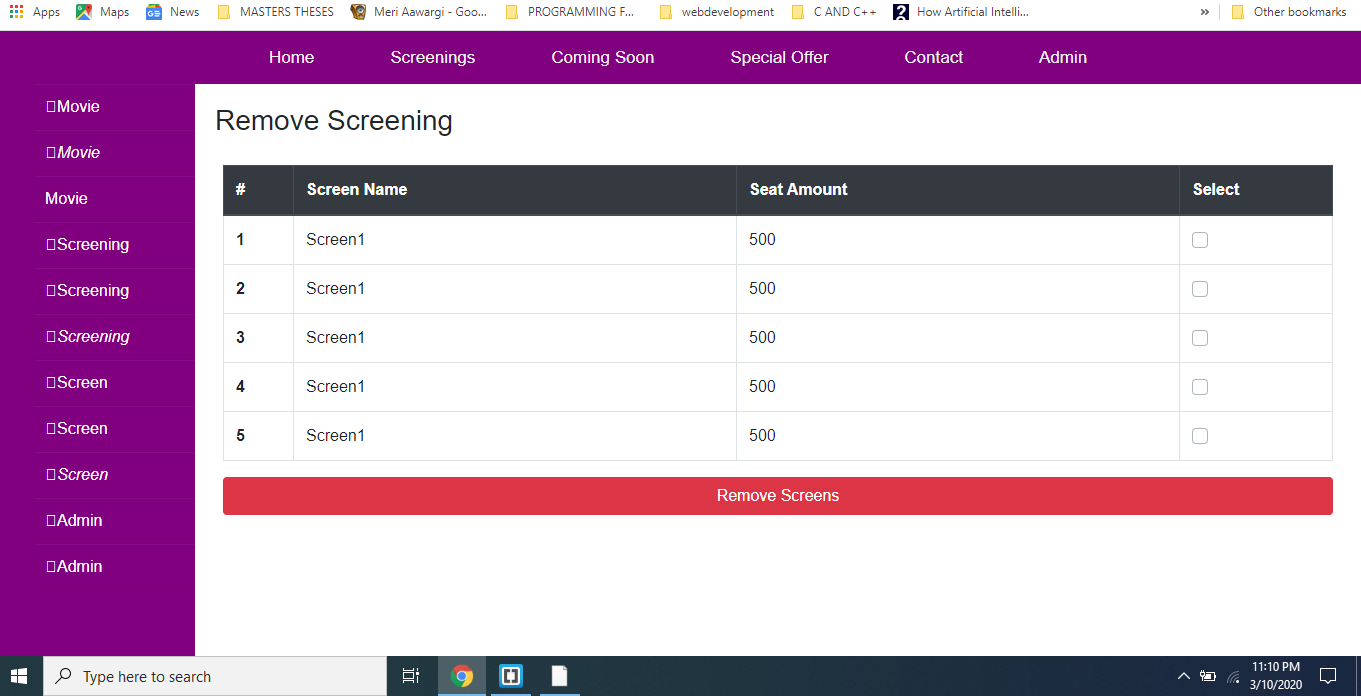 Apps Maps News MASTERS THESES Meri Aawargi - Goo... PROGRAMMING F... webdevelopment C AND C++ How Artificial Intelli... » Other bookmarks
Home Screenings Coming Soon Special Offer Contact Admin
Movie
Movie
Movie
Screening
Screening
Screening
Screen
Screen
Screen
Admin
Admin
Remove Screening
# Screen Name Seat Amount Select
1 Screen1 500
2 Screen1 500
3 Screen1 500
4 Screen1 500
5 Screen1 500
Remove Screens
Type here to search
11:10 PM
3/10/2020